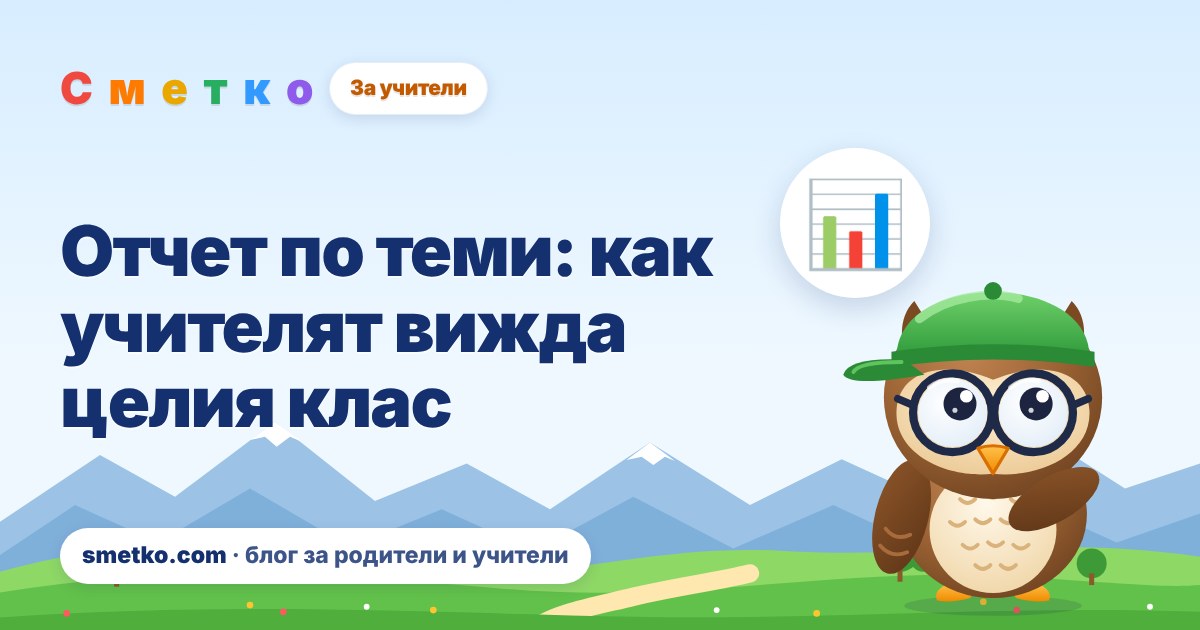 Сметко За учители
Отчет по теми: как
учителят вижда
целия клас
smetko.com · блог за родители и учители